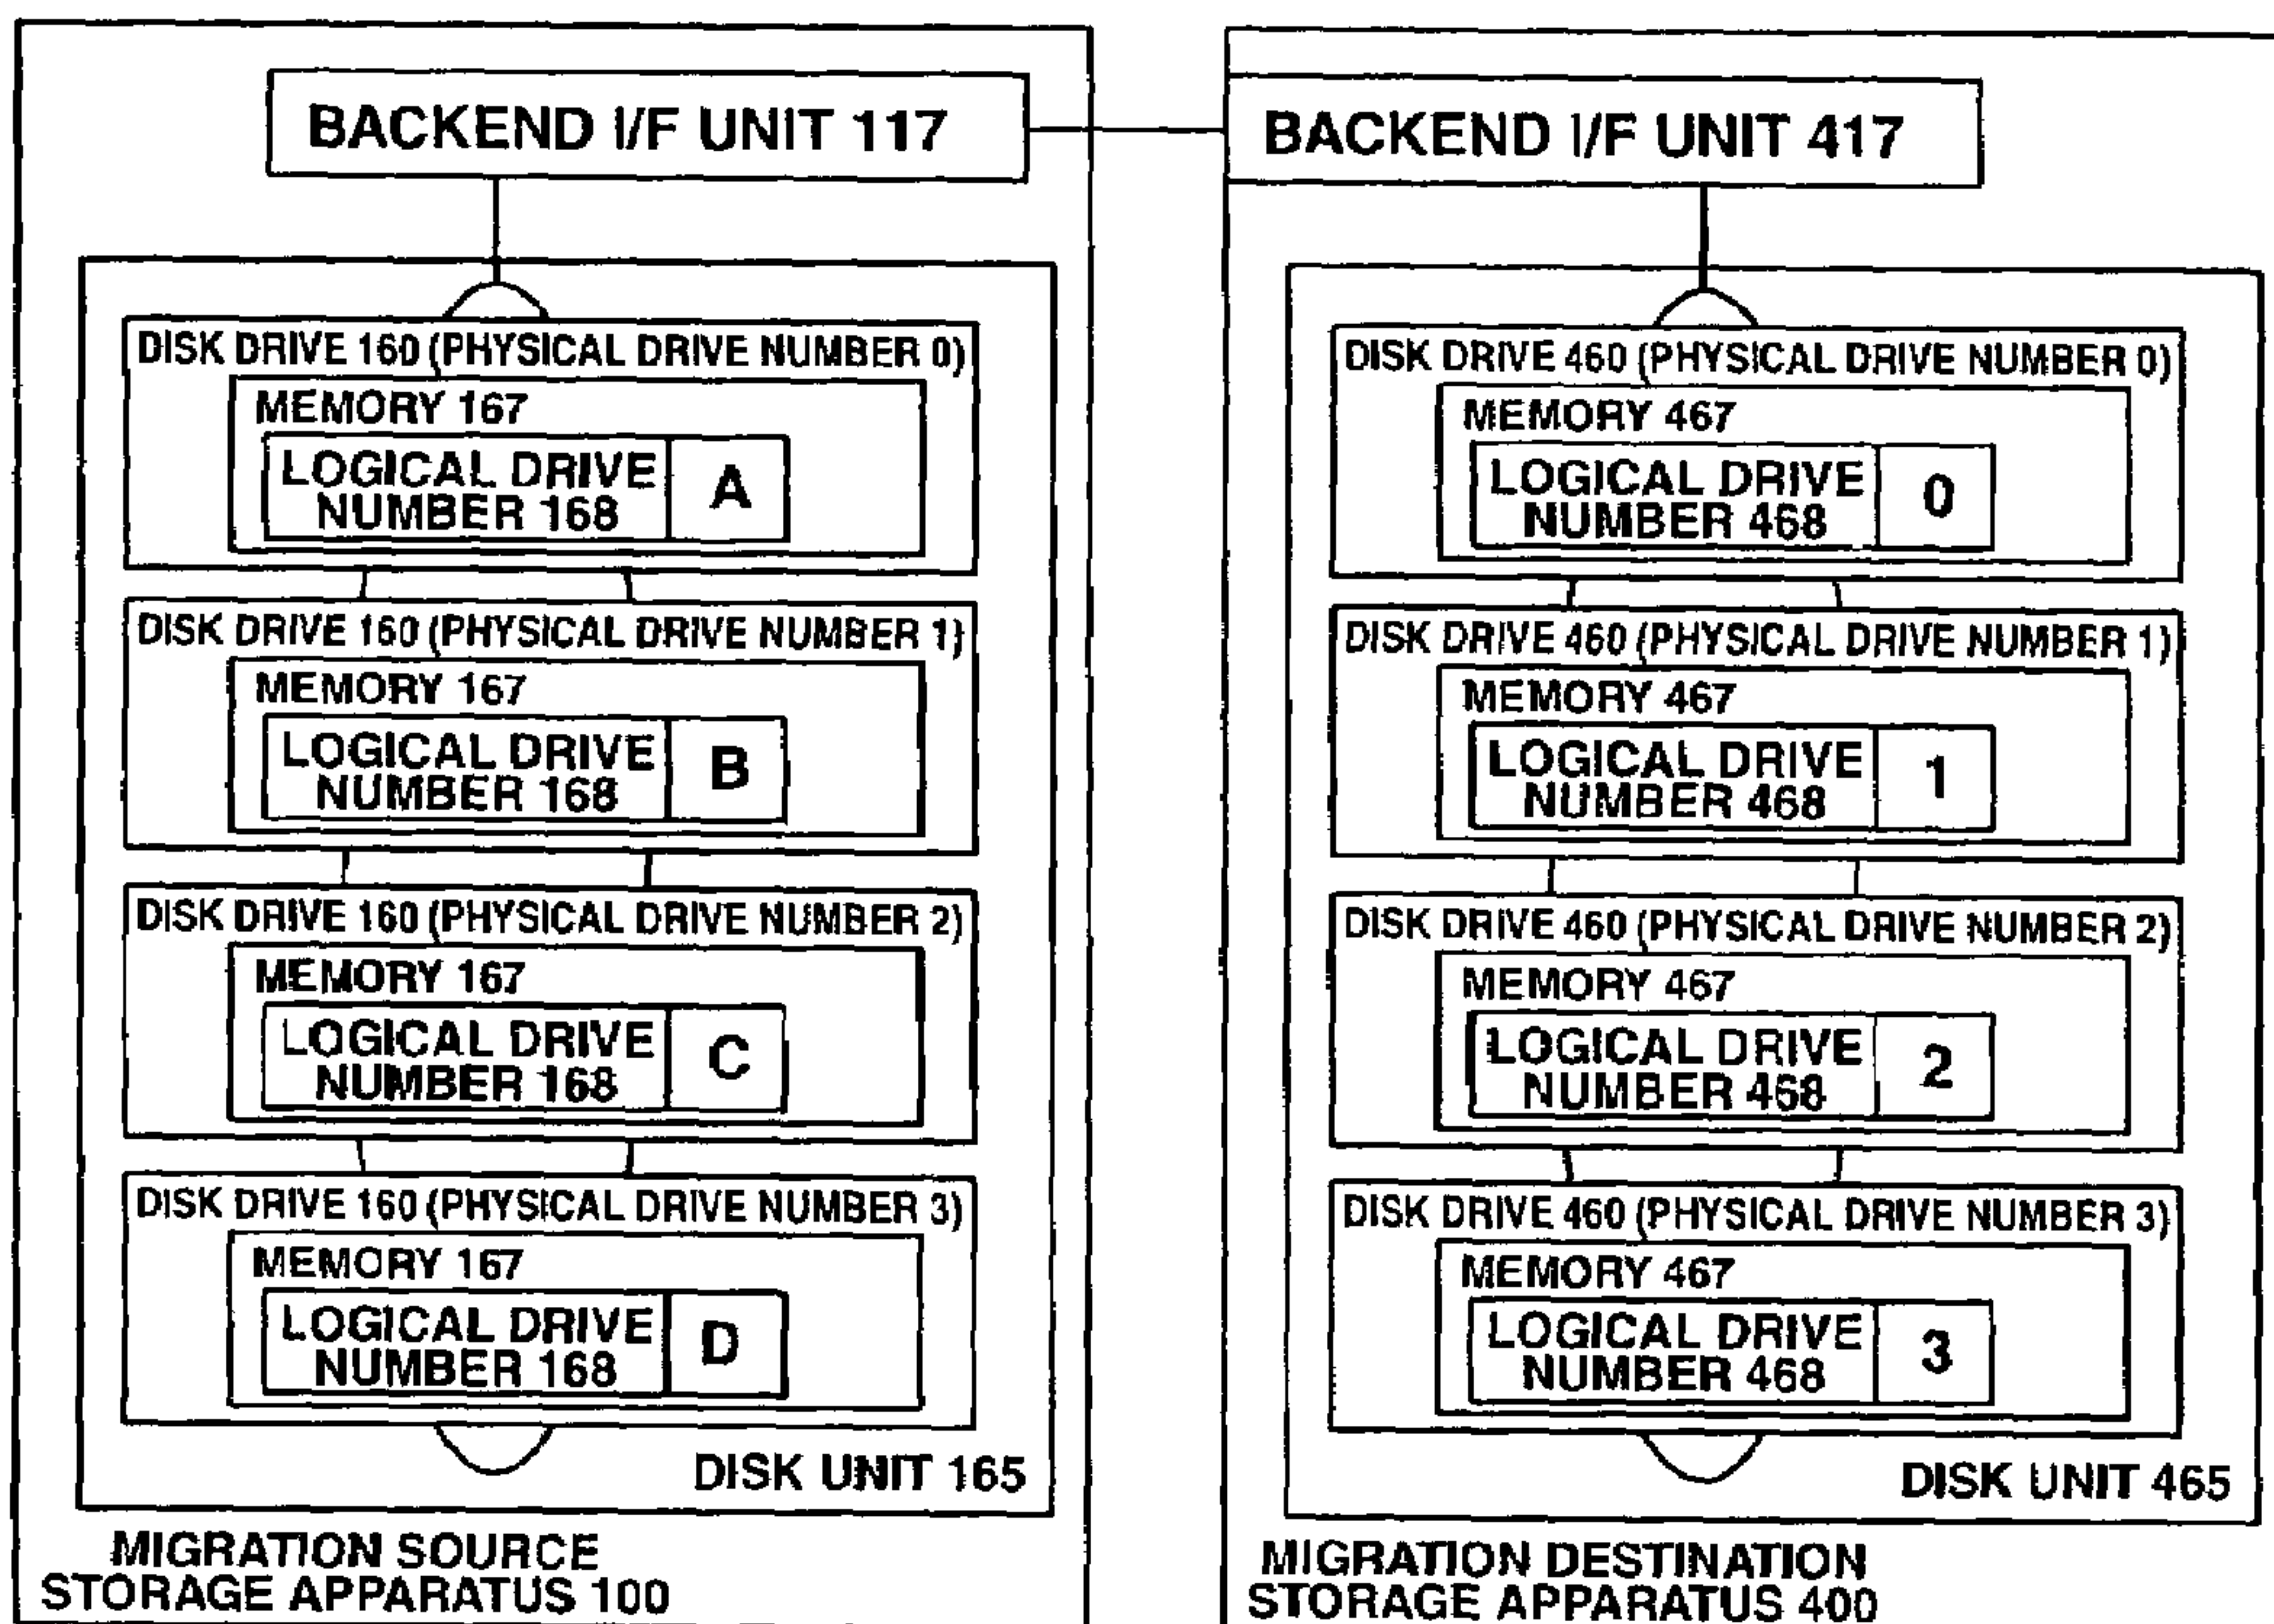 BACKEND I/F UNIT 117
DISK DRIVE 160 (PHYSICAL DRIVE NUMBER 0)
MEMORY 167
LOGICAL DRIVE
NUMBER 168
A
DISK DRIVE 160 (PHYSICAL DRIVE NUMBER 1)
MEMORY 167
LOGICAL DRIVE
NUMBER 168
B
DISK DRIVE 160 (PHYSICAL DRIVE NUMBER 2)
MEMORY 167
LOGICAL DRIVE
NUMBER 168
C
DISK DRIVE 160 (PHYSICAL DRIVE NUMBER 3)
MEMORY 167
LOGICAL DRIVE
NUMBER 168
D
DISK UNIT 165
MIGRATION SOURCE
STORAGE APPARATUS 100
BACKEND I/F UNIT 417
DISK DRIVE 460 (PHYSICAL DRIVE NUMBER 0)
MEMORY 467
LOGICAL DRIVE
NUMBER 468
0
DISK DRIVE 460 (PHYSICAL DRIVE NUMBER 1)
MEMORY 467
LOGICAL DRIVE
NUMBER 468
1
DISK DRIVE 460 (PHYSICAL DRIVE NUMBER 2)
MEMORY 467
LOGICAL DRIVE
NUMBER 468
2
DISK DRIVE 460 (PHYSICAL DRIVE NUMBER 3)
MEMORY 467
LOGICAL DRIVE
NUMBER 468
3
DISK UNIT 465
MIGRATION DESTINATION
STORAGE APPARATUS 400